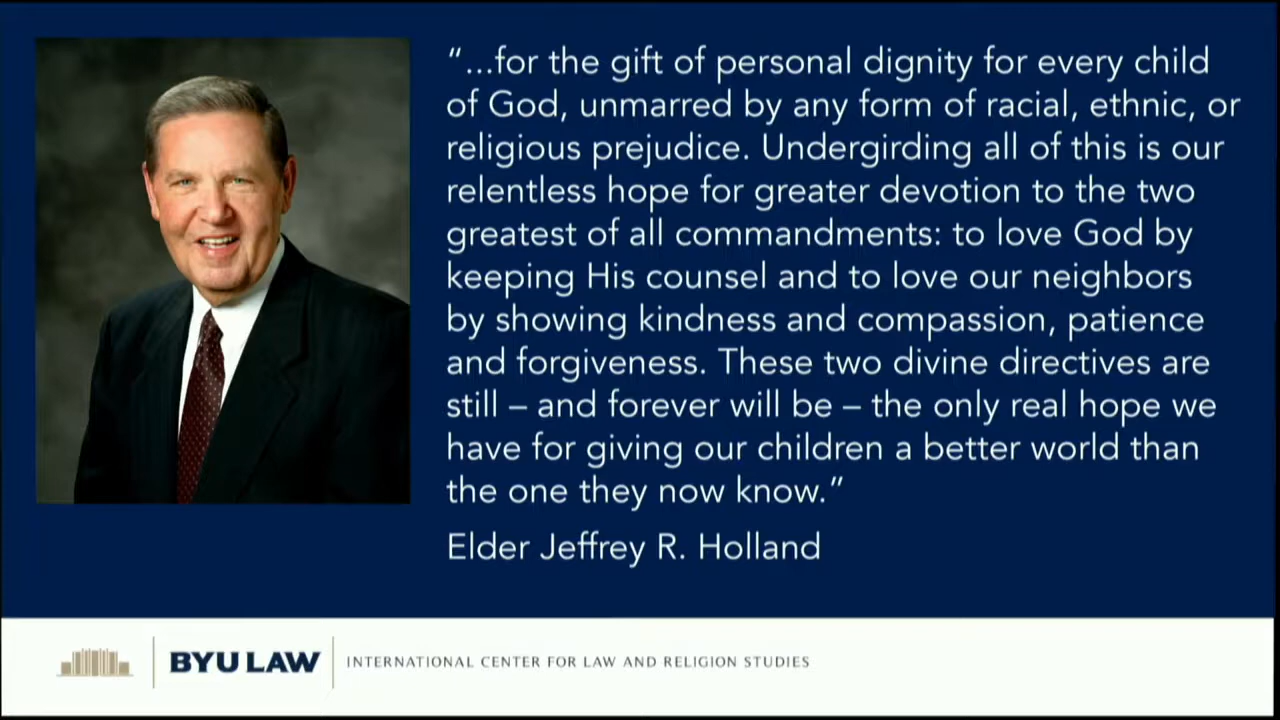 “...for the gift of personal dignity for every child
of God, unmarred by any form of racial, ethnic, or
religious prejudice. Undergirding all of this is our
relentless hope for greater devotion to the two
greatest of all commandments: to love God by
keeping His counsel and to love our neighbors
by showing kindness and compassion, patience
and forgiveness. These two divine directives are
still – and forever will be – the only real hope we
have for giving our children a better world than
the one they now know.”
Elder Jeffrey R. Holland
BYU LAW
INTERNATIONAL CENTER FOR LAW AND RELIGION STUDIES